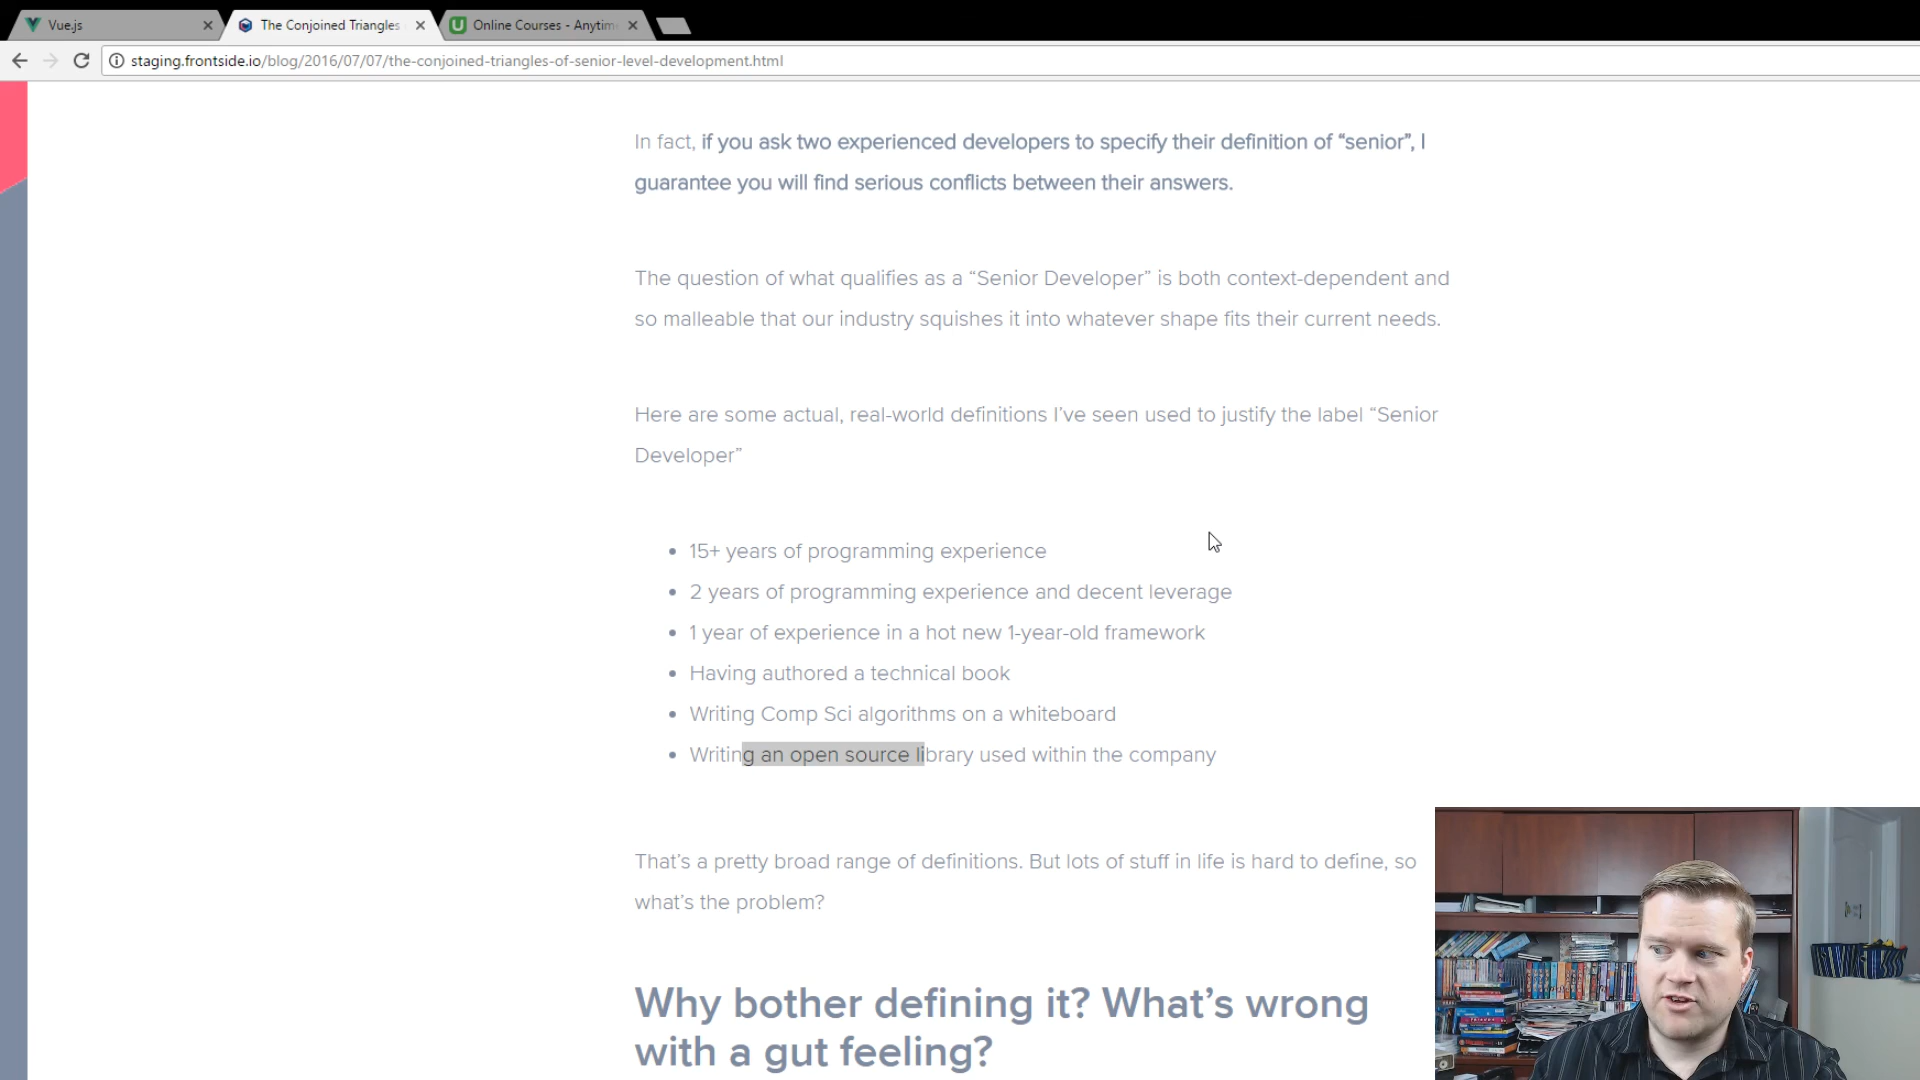 Vue.js
The Conjoined Triangles
Online Courses - Anytim
staging.frontside.io/blog/2016/07/07/the-conjoined-triangles-of-senior-level-development.html
In fact, if you ask two experienced developers to specify their definition of “senior”, I
guarantee you will find serious conflicts between their answers.
The question of what qualifies as a “Senior Developer” is both context-dependent and
so malleable that our industry squishes it into whatever shape fits their current needs.
Here are some actual, real-world definitions I’ve seen used to justify the label “Senior
Developer”
• 15+ years of programming experience
• 2 years of programming experience and decent leverage
• 1 year of experience in a hot new 1-year-old framework
• Having authored a technical book
• Writing Comp Sci algorithms on a whiteboard
• Writing an open source library used within the company
That’s a pretty broad range of definitions. But lots of stuff in life is hard to define, so
what’s the problem?
Why bother defining it? What’s wrong
with a gut feeling?